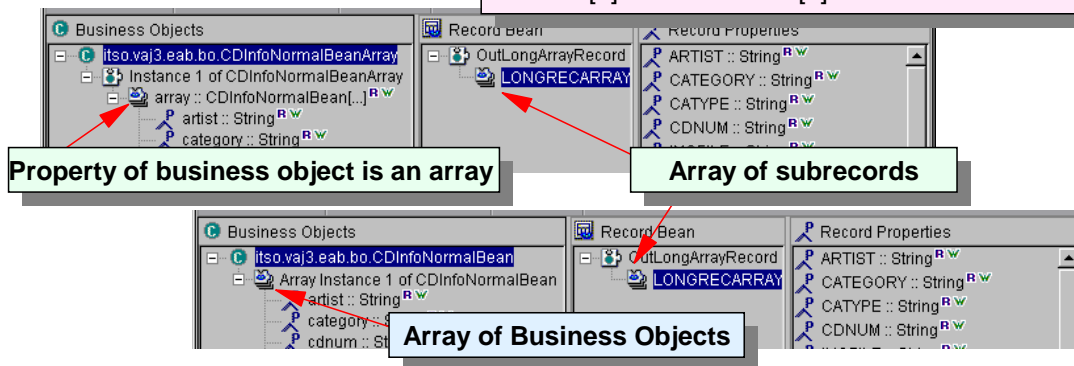 Business Objects
Record Bean
Record Properties
itso.vaj3.eab.bo.CDInfoNormalBeanArray
OutLongArrayRecord
ARTIST :: String R W
Instance 1 of CDInfoNormalBeanArray
LONGRECARRAY
CATEGORY :: String R W
array :: CDInfoNormalBean[...] R W
CATYPE :: String R W
artist :: String R W
CDNUM :: String R W
category :: String R W
Property of business object is an array
Array of subrecords
Business Objects
Record Bean
Record Properties
itso.vaj3.eab.bo.CDInfoNormalBean
OutLongArrayRecord
ARTIST :: String R W
Array Instance 1 of CDInfoNormalBean
LONGRECARRAY
CATEGORY :: String R W
artist :: String R W
CATYPE :: String R W
category ::
cdnum :: St
CDNUM :: String R W
Array of Business Objects